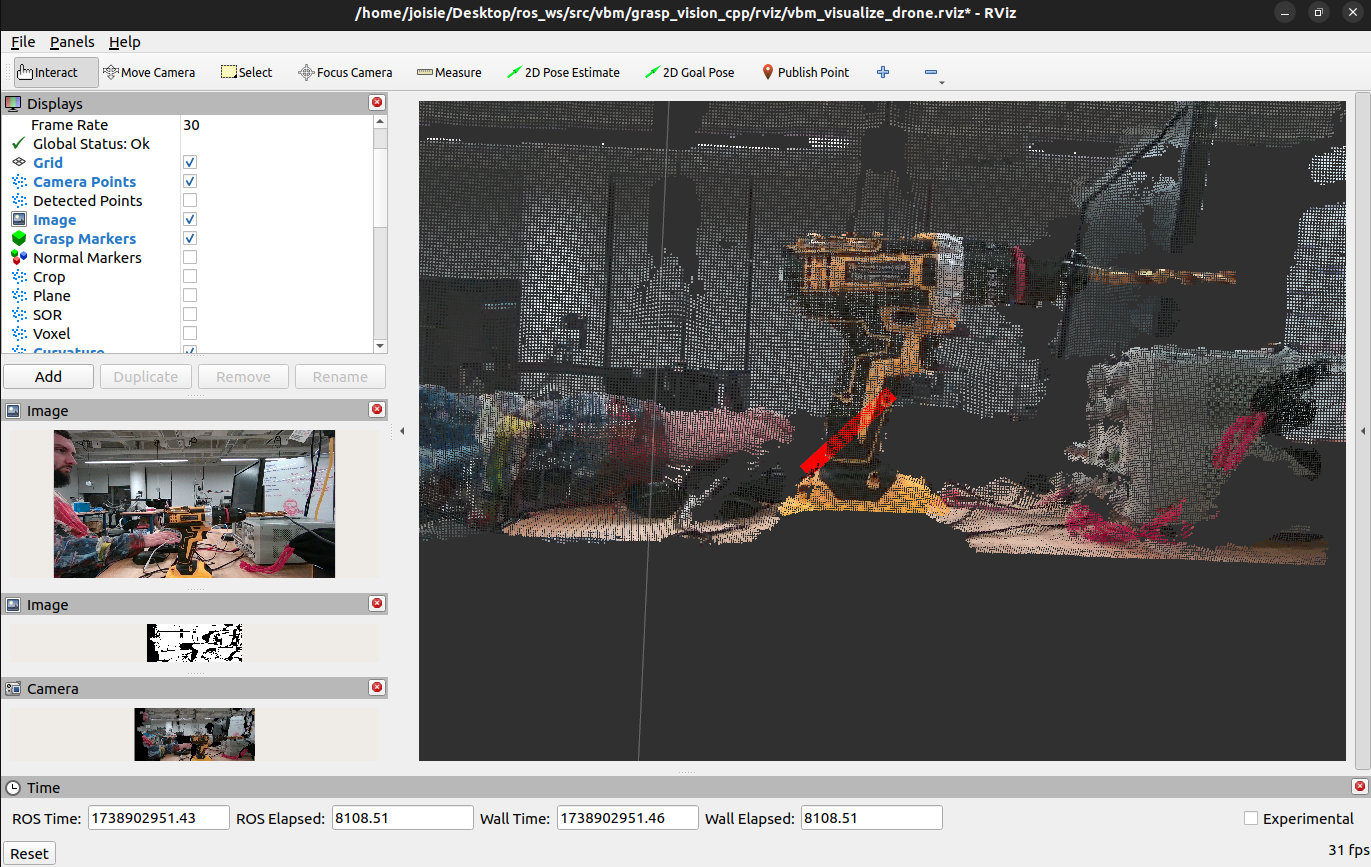 /home/joisie/Desktop/ros_ws/src/vbm/grasp_vision_cpp/rviz/vbm_visualize_drone.rviz* - RViz
File Panels Help
Interact Move Camera Select Focus Camera Measure 2D Pose Estimate 2D Goal Pose Publish Point
Displays
Frame Rate 30
Global Status: Ok
Grid
Camera Points
Detected Points
Image
Grasp Markers
Normal Markers
Crop
Plane
SOR
Voxel
Curvature
Add Duplicate Remove Rename
Image
Image
Camera
Time
ROS Time: 1738902951.43 ROS Elapsed: 8108.51 Wall Time: 1738902951.46 Wall Elapsed: 8108.51 Experimental
Reset 31 fps